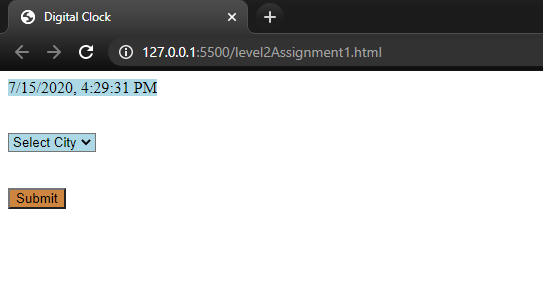 Digital Clock
127.0.0.1:5500/level2Assignment1.html
7/15/2020, 4:29:31 PM
Select City
Submit